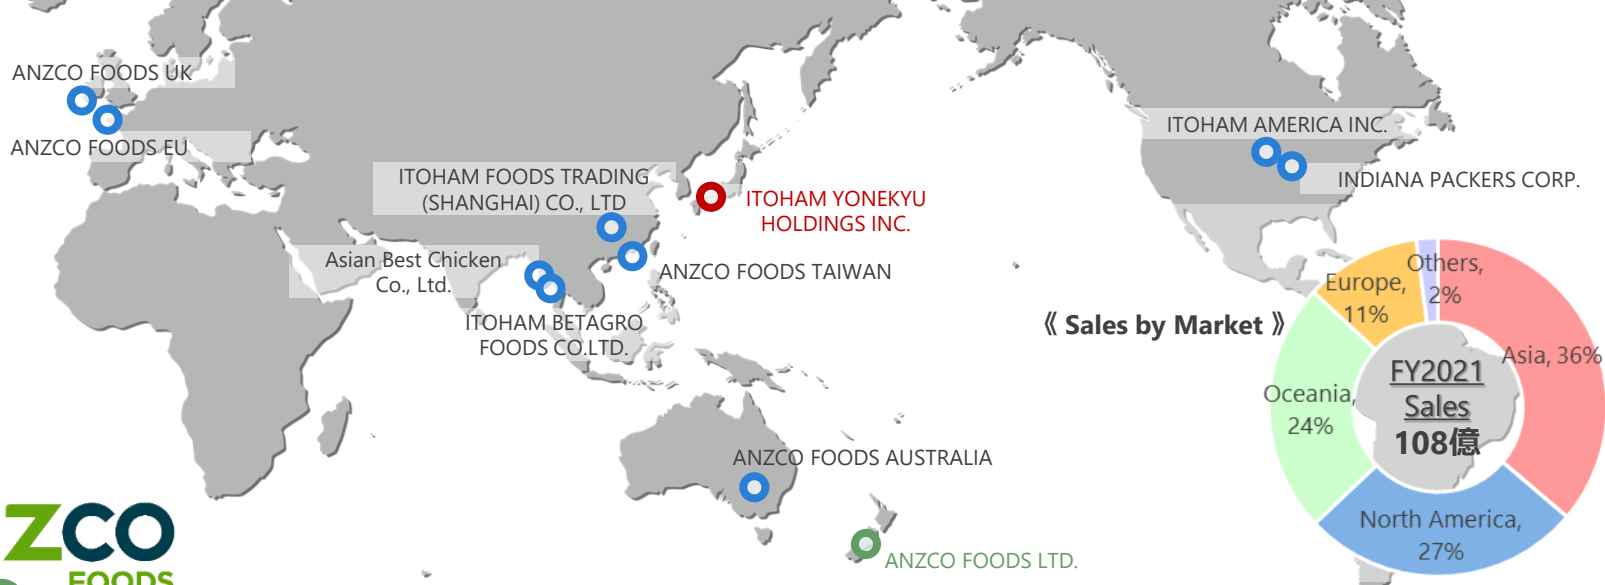 ANZCO FOODS UK
ANZCO FOODS EU
ITOHAM FOODS TRADING
(SHANGHAI) CO., LTD
Asian Best Chicken
Co., Ltd.
ITOHAM BETAGRO
FOODS CO.LTD.
ANZCO FOODS TAIWAN
ITOHAM YONEKYU
HOLDINGS INC.
ITOHAM AMERICA INC.
INDIANA PACKERS CORP.
ANZCO FOODS AUSTRALIA
ANZCO FOODS LTD.
ZCO
FOODS
《 Sales by Market 》
Others,
2%
Europe,
11%
Asia, 36%
Oceania,
24%
North America,
27%
FY2021
Sales
108億